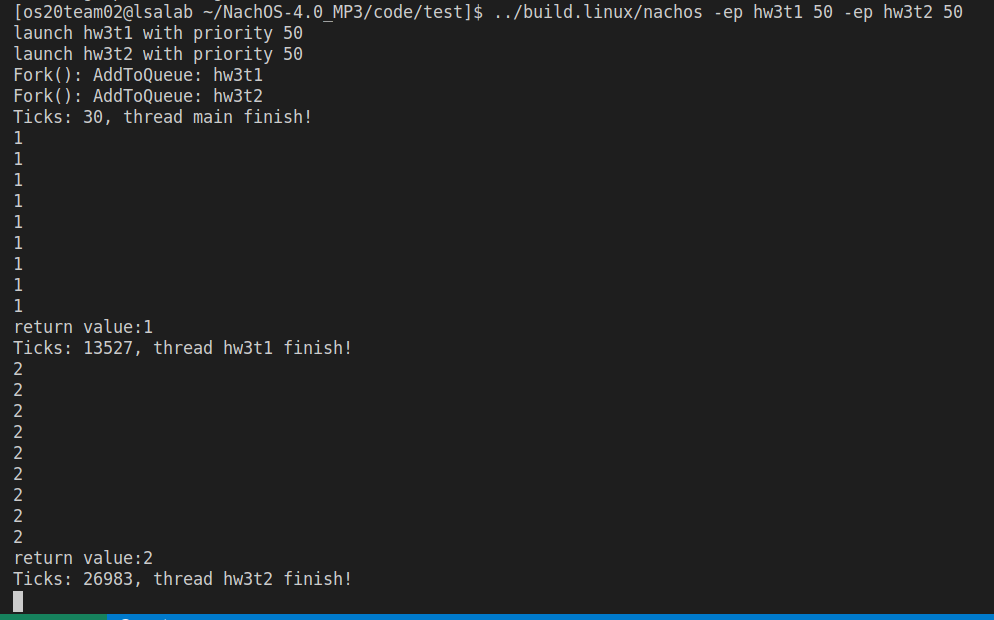 [os20team02@lsalab ~/NachOS-4.0_MP3/code/test]$ ../build.linux/nachos -ep hw3t1 50 -ep hw3t2 50
launch hw3t1 with priority 50
launch hw3t2 with priority 50
Fork(): AddToQueue: hw3t1
Fork(): AddToQueue: hw3t2
Ticks: 30, thread main finish!
1
1
1
1
1
1
1
1
1
return value:1
Ticks: 13527, thread hw3t1 finish!
2
2
2
2
2
2
2
2
2
return value:2
Ticks: 26983, thread hw3t2 finish!